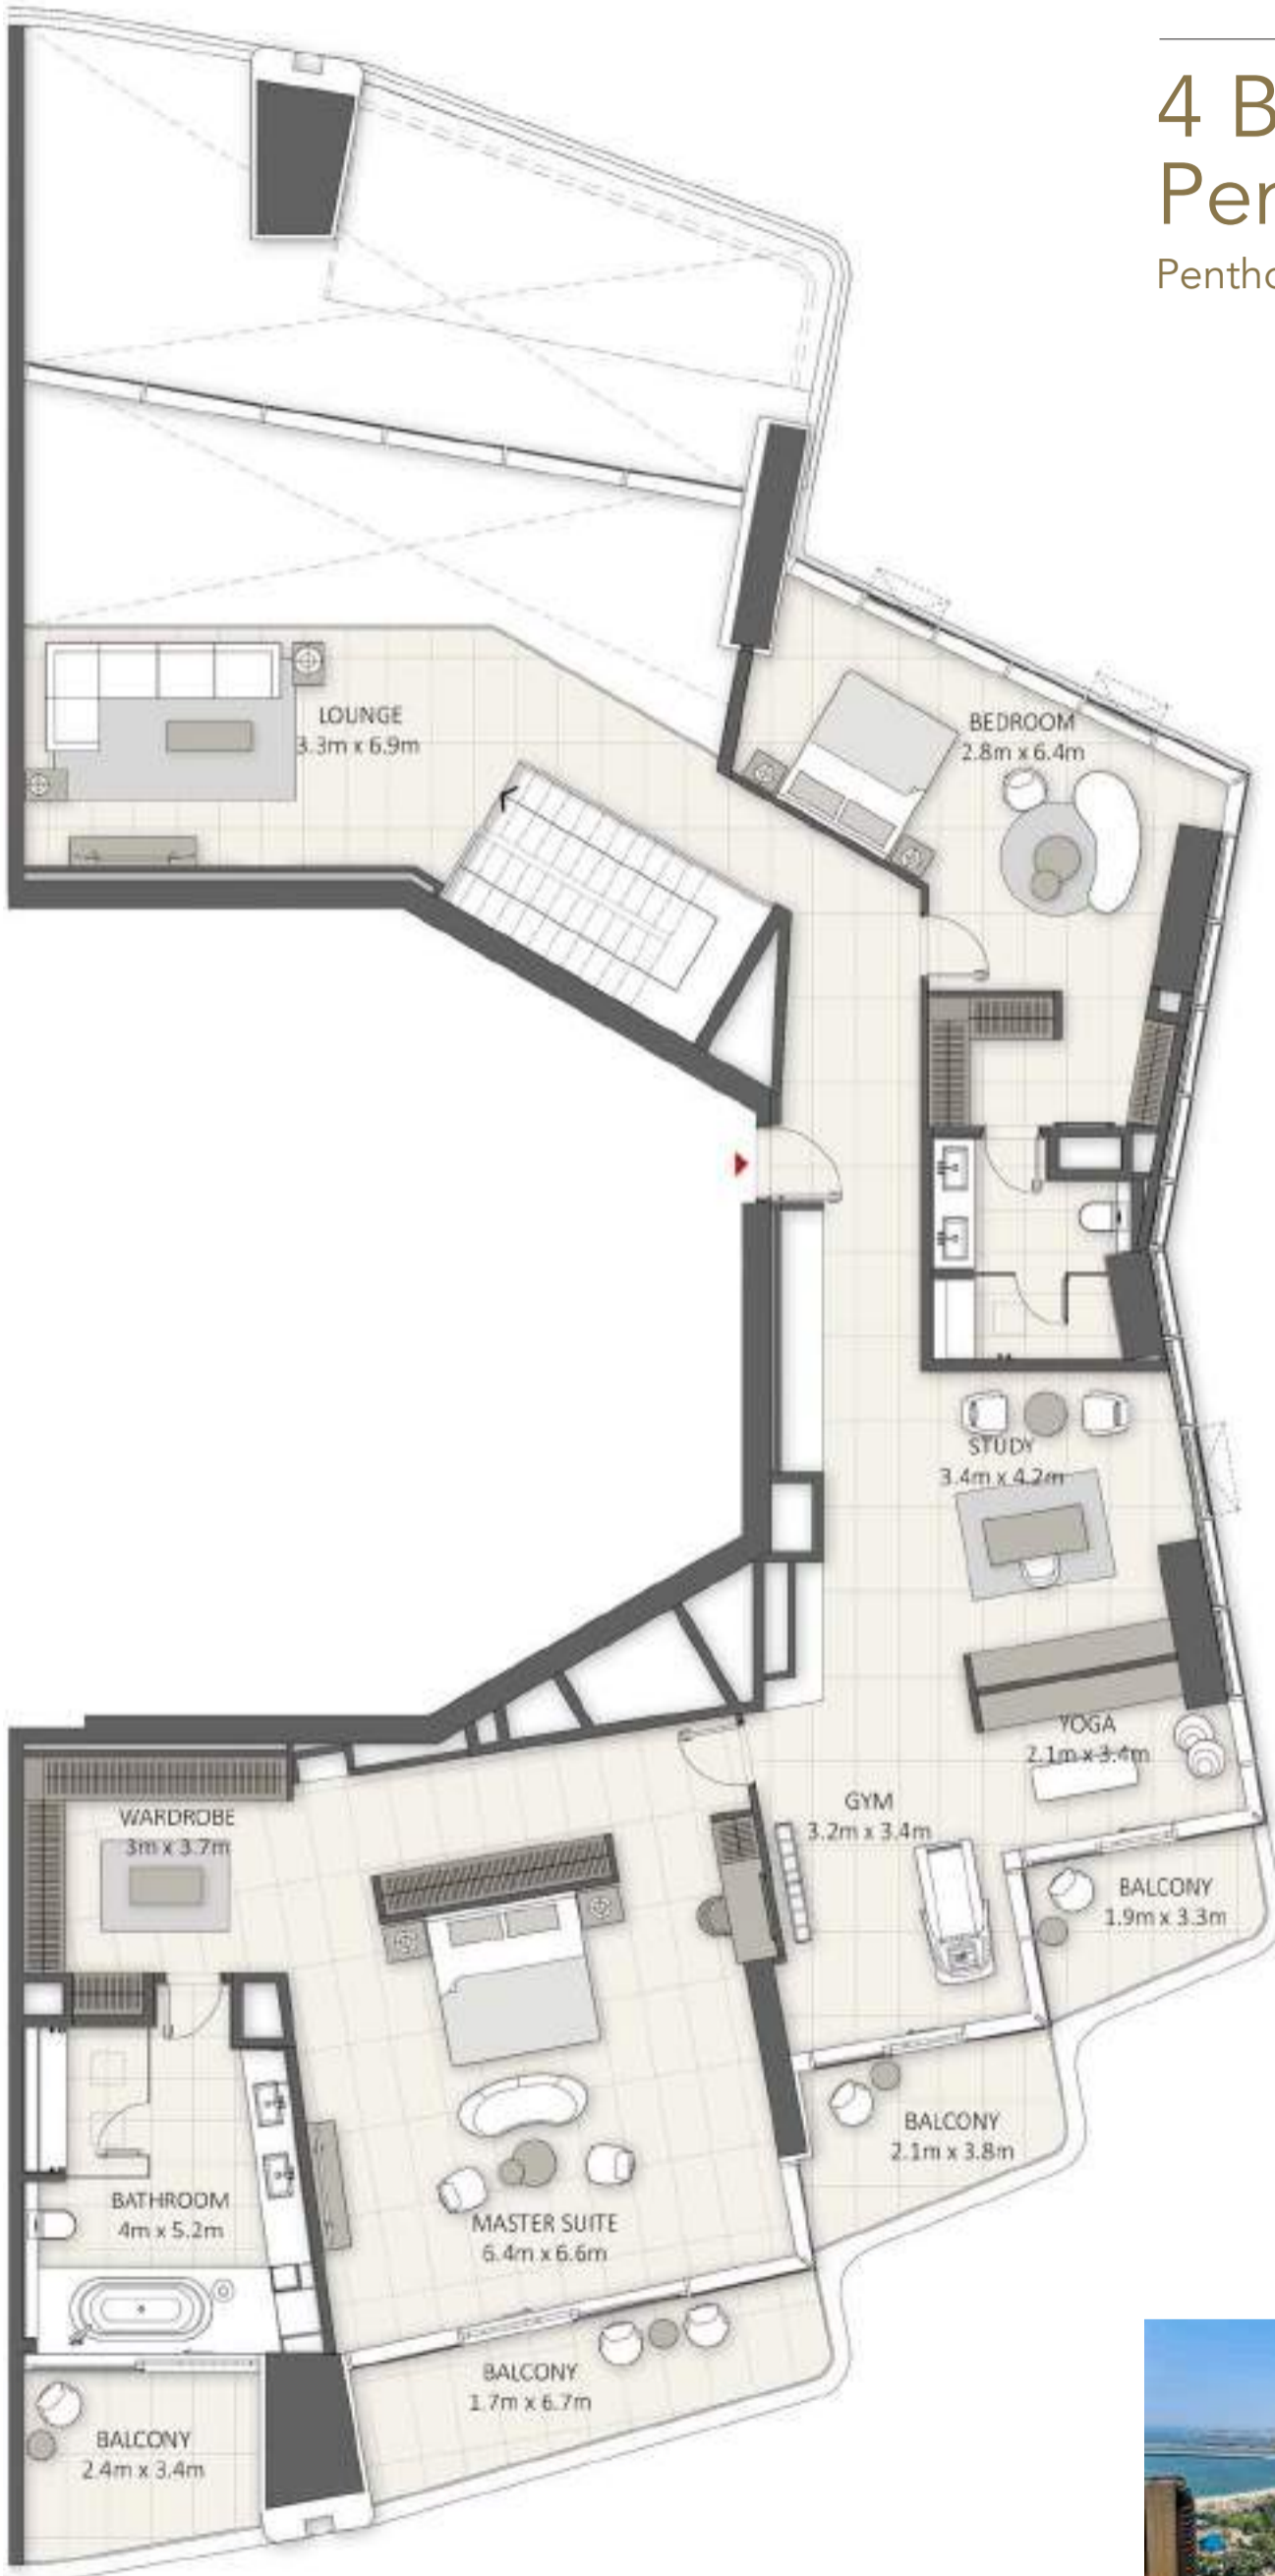 4 B
Per
Pentho
LOUNGE
3.3m x 6.9m
BEDROOM
2.8m x 6.4m
STUDY
3.4m x 4.2m
YOGA
2.1m x 3.4m
GYM
3.2m x 3.4m
WARDROBE
3m x 3.7m
BALCONY
1.9m x 3.3m
BALCONY
2.1m x 3.8m
BATHROOM
4m x 5.2m
MASTER SUITE
6.4m x 6.6m
BALCONY
1.7m x 6.7m
BALCONY
2.4m x 3.4m